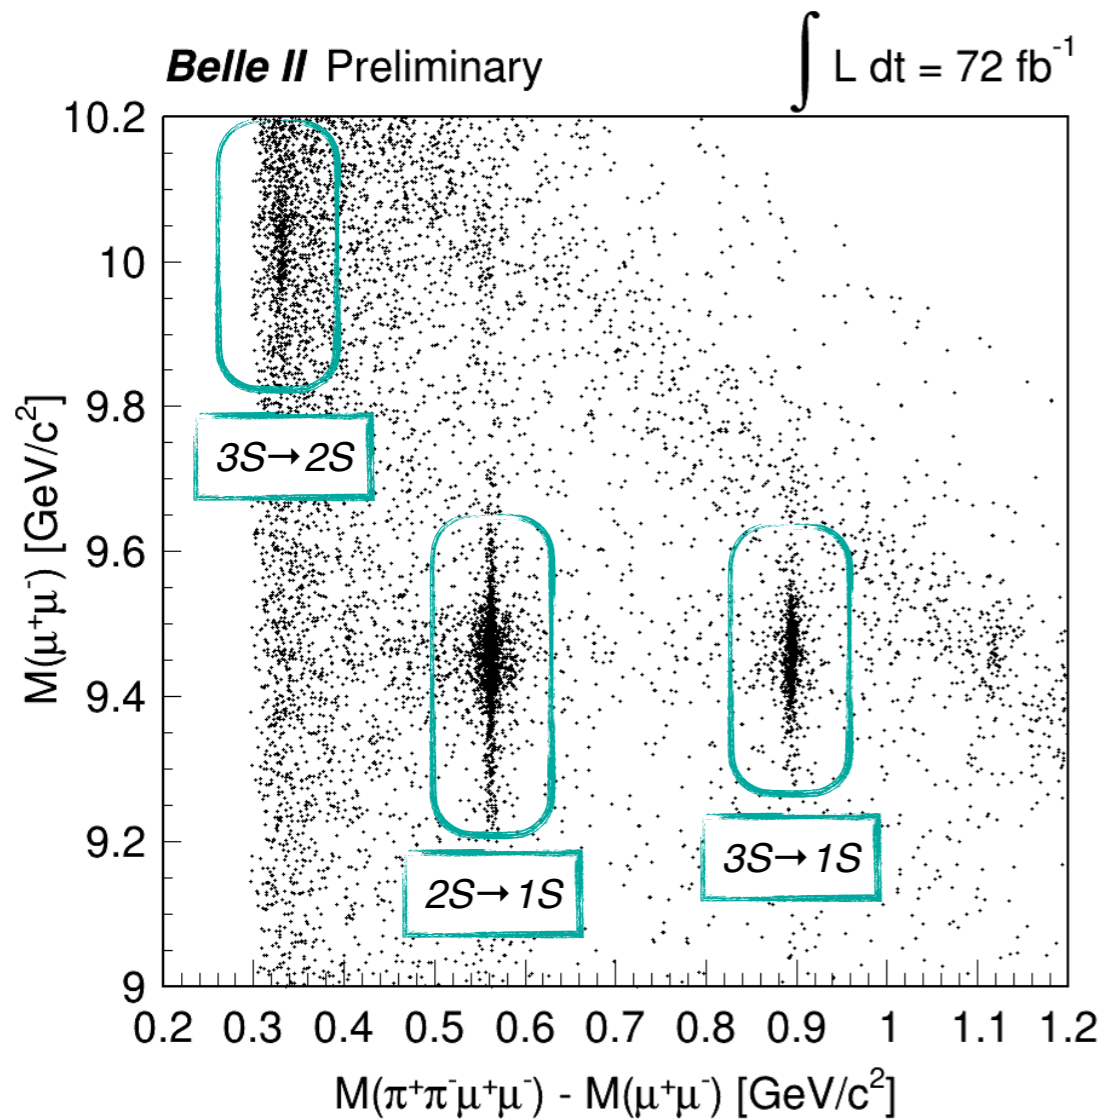 Belle II Preliminary
∫ L dt = 72 fb⁻¹
M(μ⁺μ⁻) [GeV/c²]
10.2
10
9.8
9.6
9.4
9.2
9
3S→2S
2S→1S
3S→1S
0.2 0.3 0.4 0.5 0.6 0.7 0.8 0.9 1 1.1 1.2
M(π⁺π⁻μ⁺μ⁻) - M(μ⁺μ⁻) [GeV/c²]